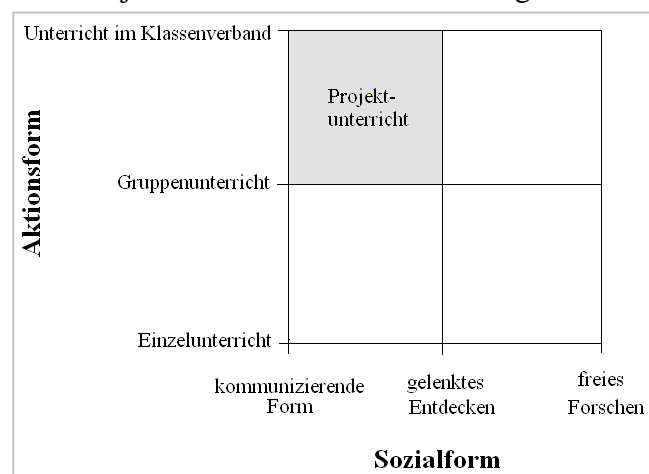 Unterricht im Klassenverband
Projekt-
unterricht
Aktionsform
Gruppenunterricht
Einzelunterricht
kommunizierende
Form
gelenktes
Entdecken
freies
Forschen
Sozialform